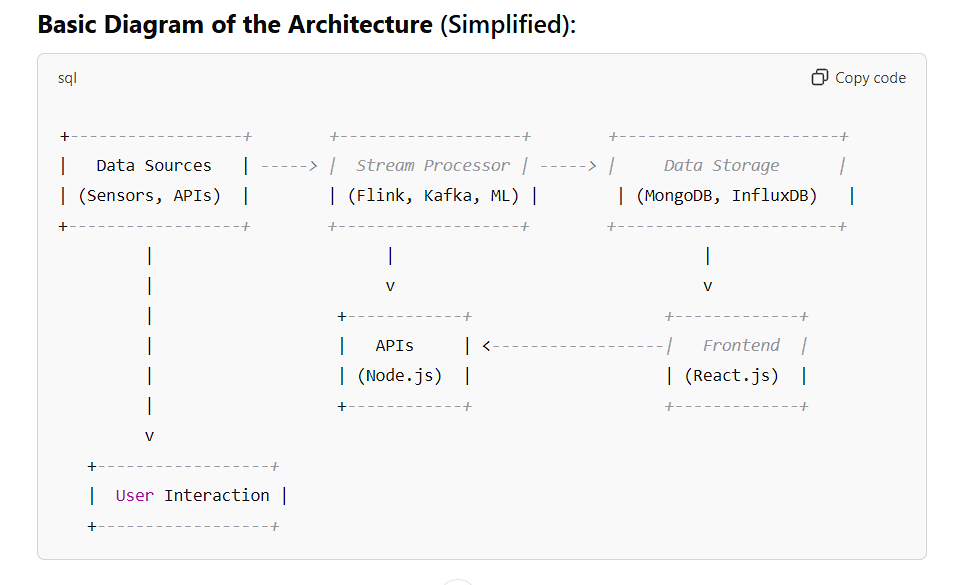 Basic Diagram of the Architecture (Simplified):
sql
Copy code
+------------------+        +-------------------+        +-----------------------+
|   Data Sources   | -----> |  Stream Processor | -----> |     Data Storage      |
| (Sensors, APIs)  |        | (Flink, Kafka, ML) |        | (MongoDB, InfluxDB)   |
+------------------+        +-------------------+        +-----------------------+
         |                        |                                |
         |                        v                                v
         |                   +------------+                    +-------------+
         |                   |   APIs     | <------------------|   Frontend  |
         |                   | (Node.js)  |                    | (React.js)  |
         |                   +------------+                    +-------------+
         v
   +------------------+
   |  User Interaction |
   +------------------+